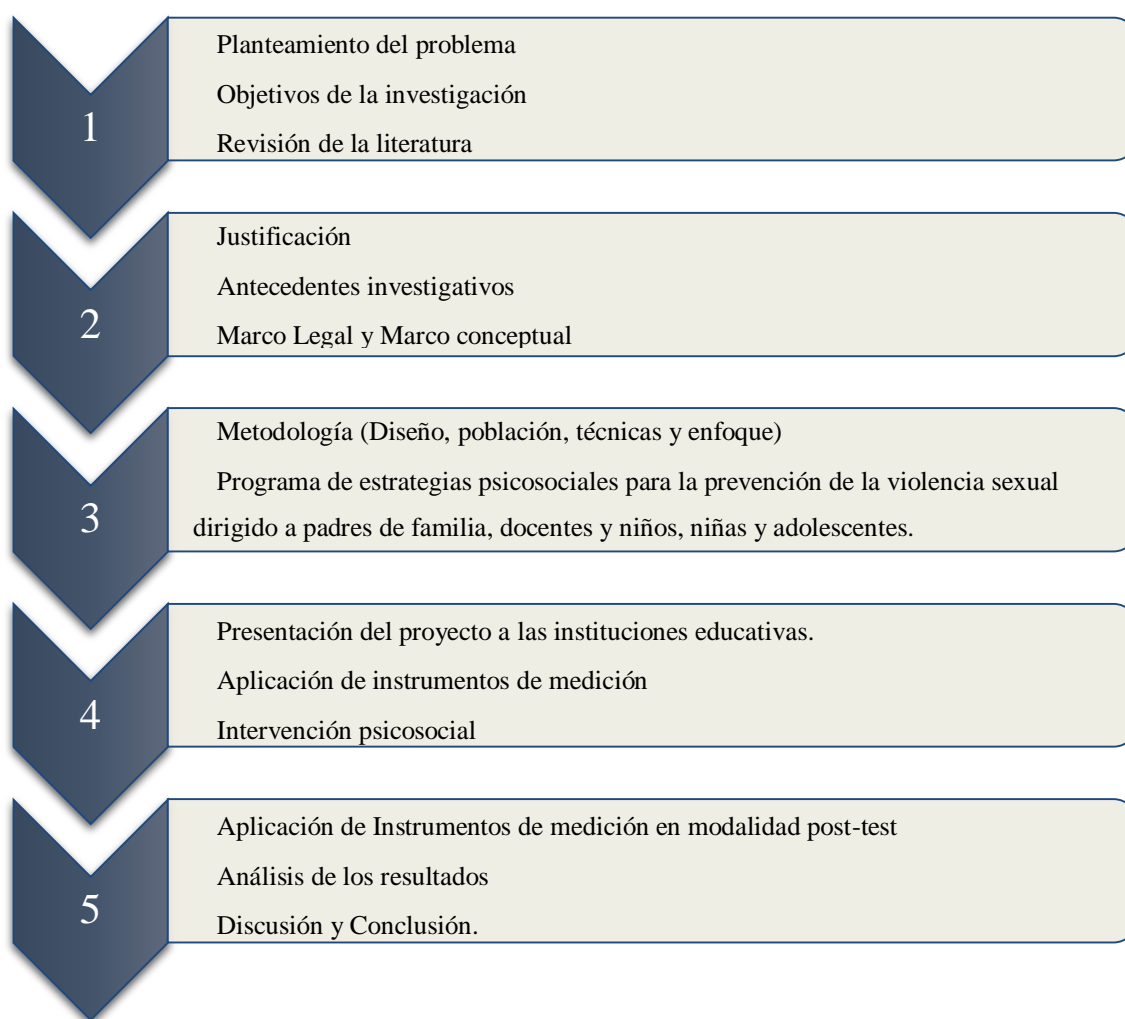 1
Planteamiento del problema
Objetivos de la investigación
Revisión de la literatura
2
Justificación
Antecedentes investigativos
Marco Legal y Marco conceptual
3
Metodología (Diseño, población, técnicas y enfoque)
Programa de estrategias psicosociales para la prevención de la violencia sexual
dirigido a padres de familia, docentes y niños, niñas y adolescentes.
4
Presentación del proyecto a las instituciones educativas.
Aplicación de instrumentos de medición
Intervención psicosocial
5
Aplicación de Instrumentos de medición en modalidad post-test
Análisis de los resultados
Discusión y Conclusión.